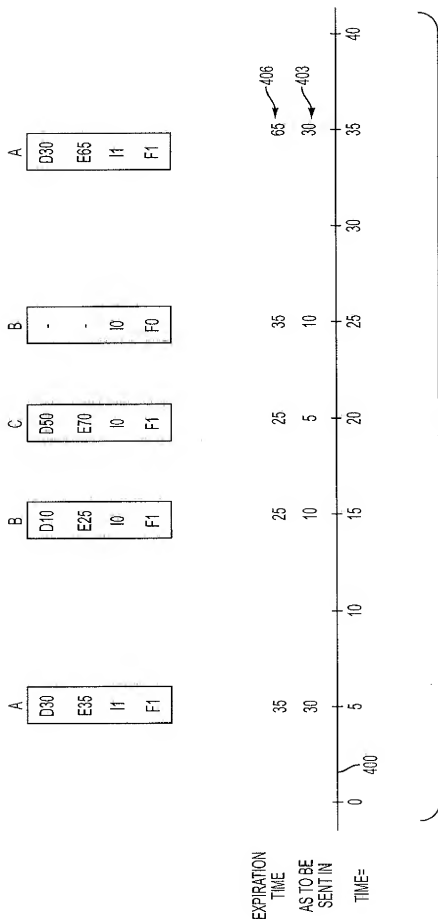 A B C B A
D30 D10 D50 - D30
E35 E25 E70 - E65
I1 I0 I0 I0 I1
F1 F1 F1 F0 F1
406
EXPIRATION TIME 35 25 25 35 65
403
AS TO BE SENT IN 30 10 5 10 30
TIME= 0 5 10 15 20 25 30 35 40
400